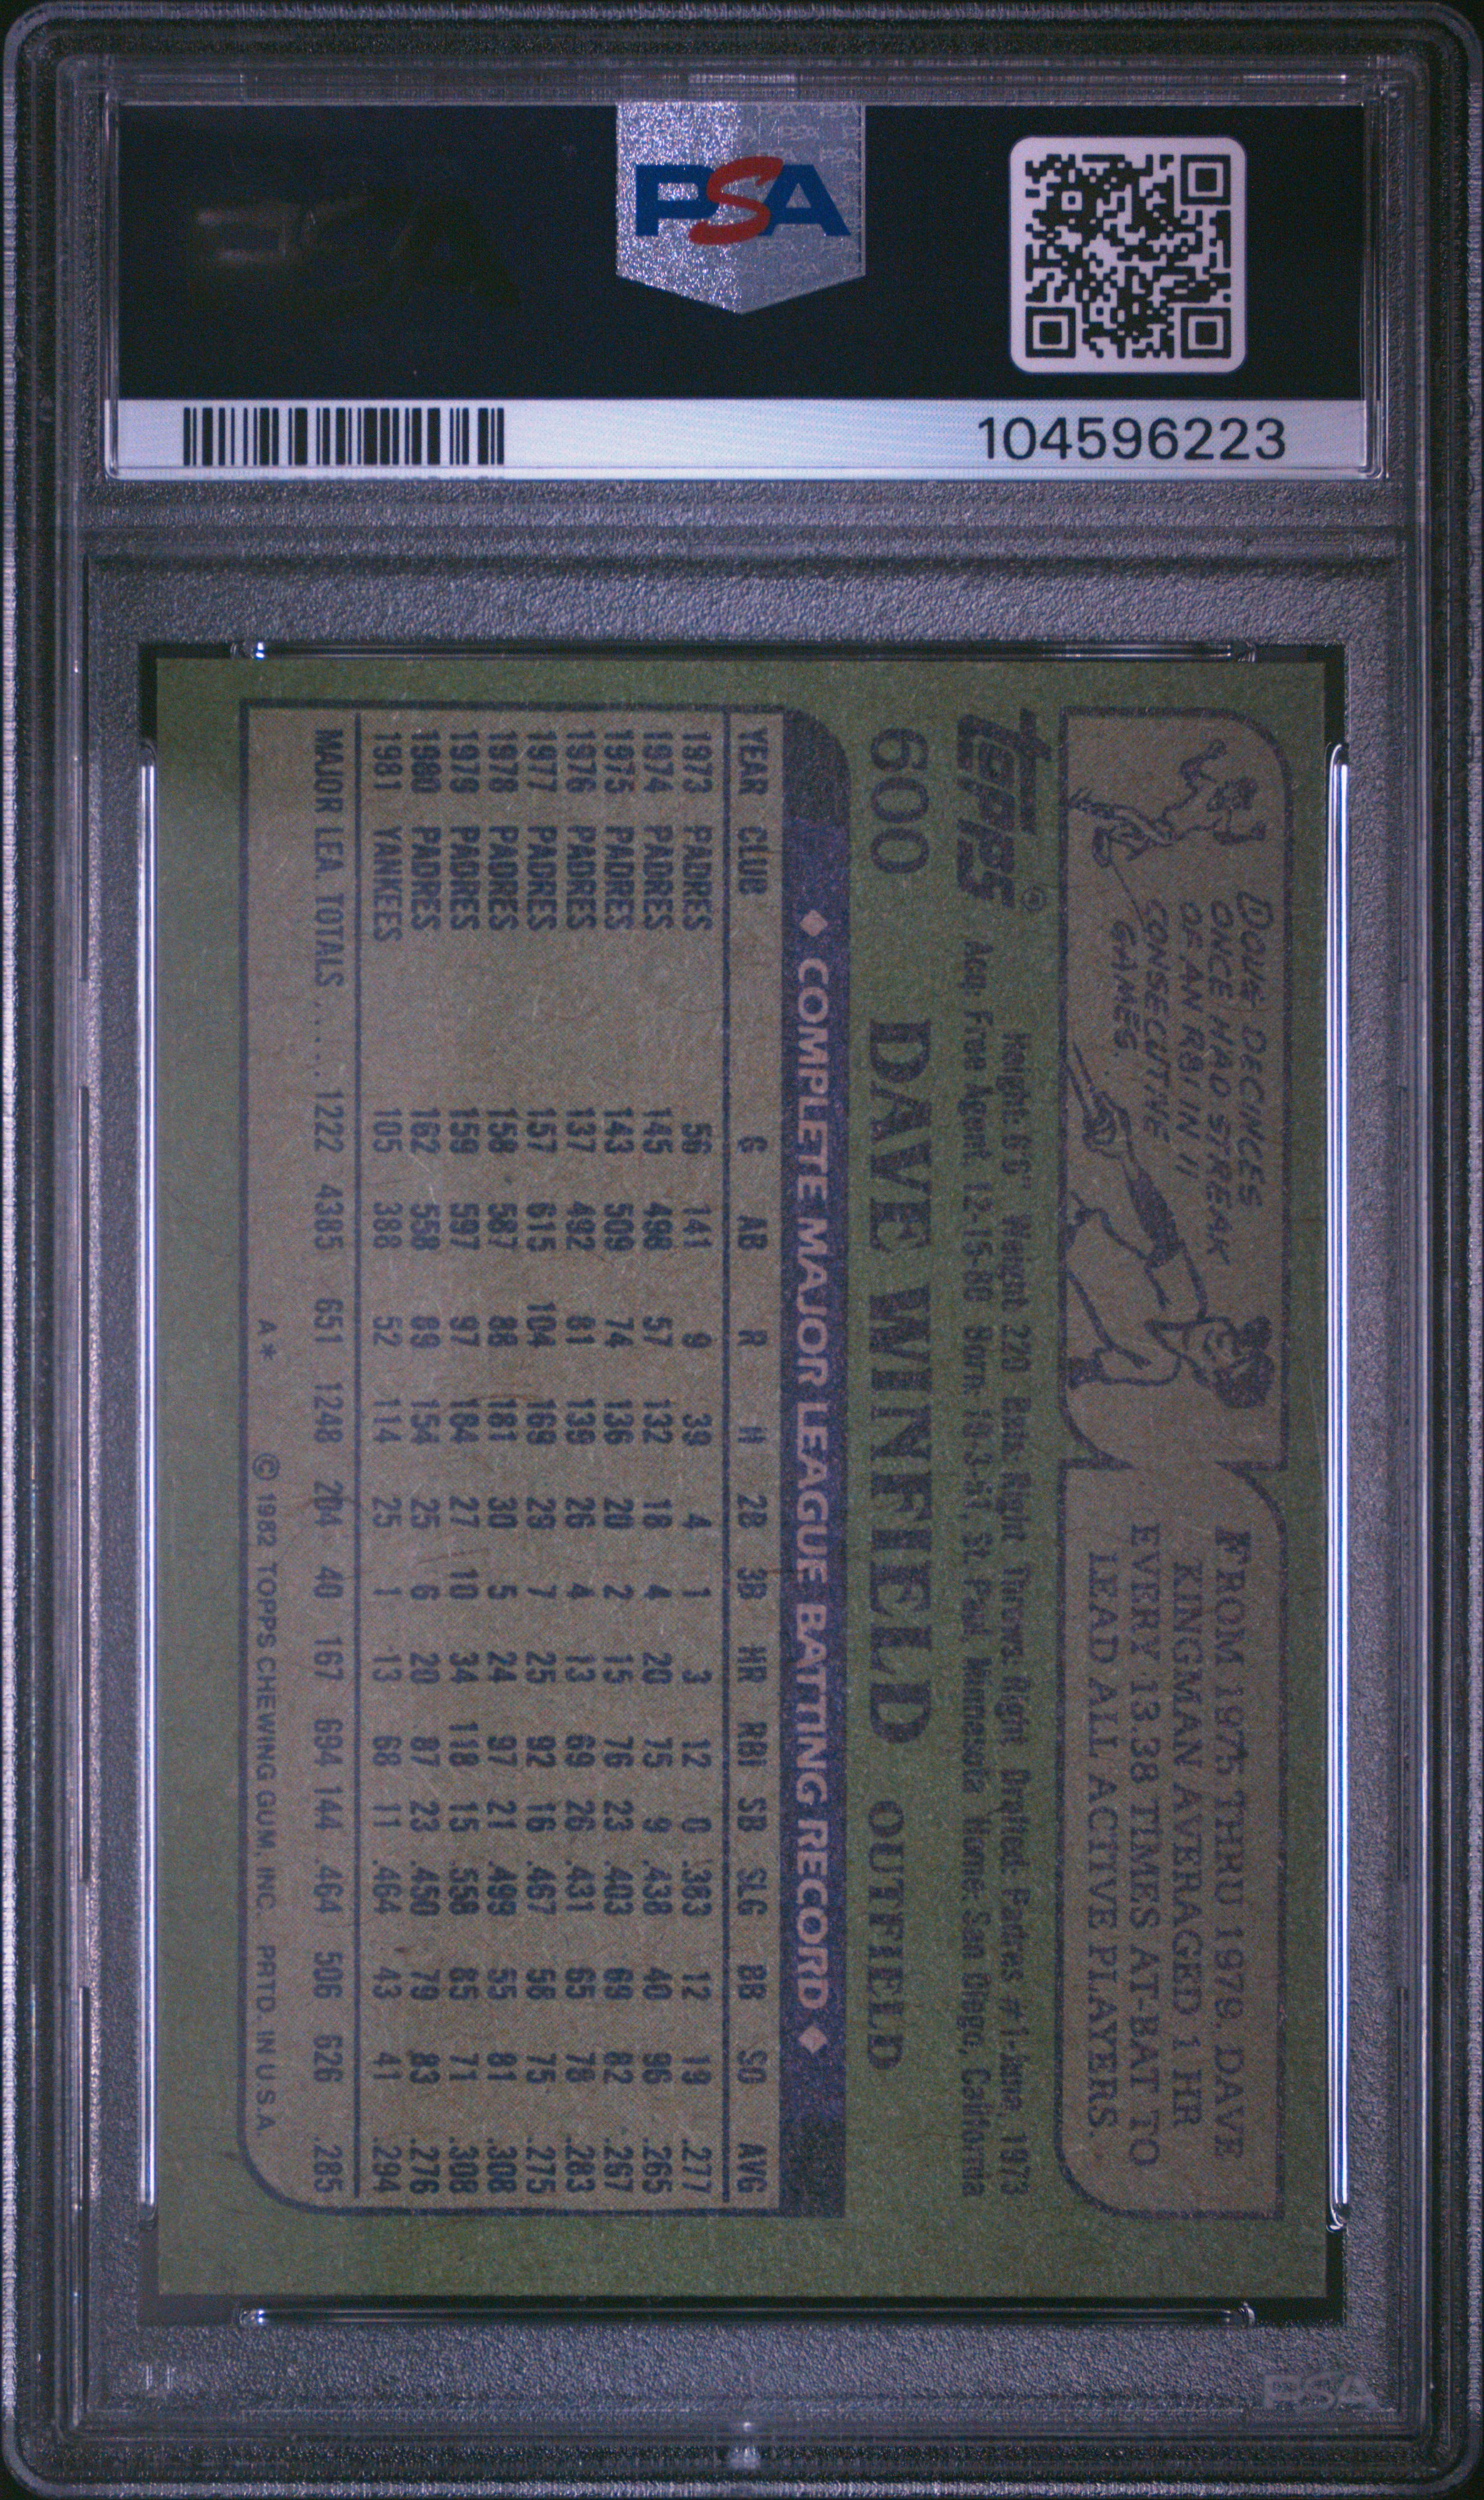 PSA
104596223
DOUG DECINCES
ONCE HAD STREAK
OF AN RBI IN 11
CONSECUTIVE
GAMES.
FROM 1975 THRU 1979, DAVE
KINGMAN AVERAGED 1 HR
EVERY 13.38 TIMES AT-BAT TO
LEAD ALL ACTIVE PLAYERS.
TOPPS®
Height: 6'6" Weight: 220 Bats: Right Throws: Right Drafted: Padres #1-June, 1973
Acq: Free Agent, 12-15-80 Born: 10-3-51, St. Paul, Minnesota Home: San Diego, California
600 DAVE WINFIELD OUTFIELD
◆ COMPLETE MAJOR LEAGUE BATTING RECORD ◆
YEAR CLUB G AB R H 2B 3B HR RBI SB SLG BB SO AVG
1973 PADRES 56 141 9 39 4 1 3 12 0 .383 12 19 .277
1974 PADRES 145 498 57 132 18 4 20 75 9 .438 40 96 .265
1975 PADRES 143 509 74 136 20 2 15 76 23 .403 69 82 .267
1976 PADRES 137 492 81 139 26 4 13 69 26 .431 65 78 .283
1977 PADRES 157 615 104 169 29 7 25 92 16 .467 58 75 .275
1978 PADRES 158 587 88 181 30 5 24 97 21 .499 55 81 .308
1979 PADRES 159 597 97 184 27 10 34 118 15 .558 85 71 .308
1980 PADRES 162 558 89 154 25 6 20 87 23 .450 79 83 .276
1981 YANKEES 105 388 52 114 25 1 13 68 11 .464 43 41 .294
MAJOR LEA. TOTALS ..... 1222 4385 651 1248 204 40 167 694 144 .464 506 626 .285
A* © 1982 TOPPS CHEWING GUM, INC. PRTD. IN U.S.A.
PSA